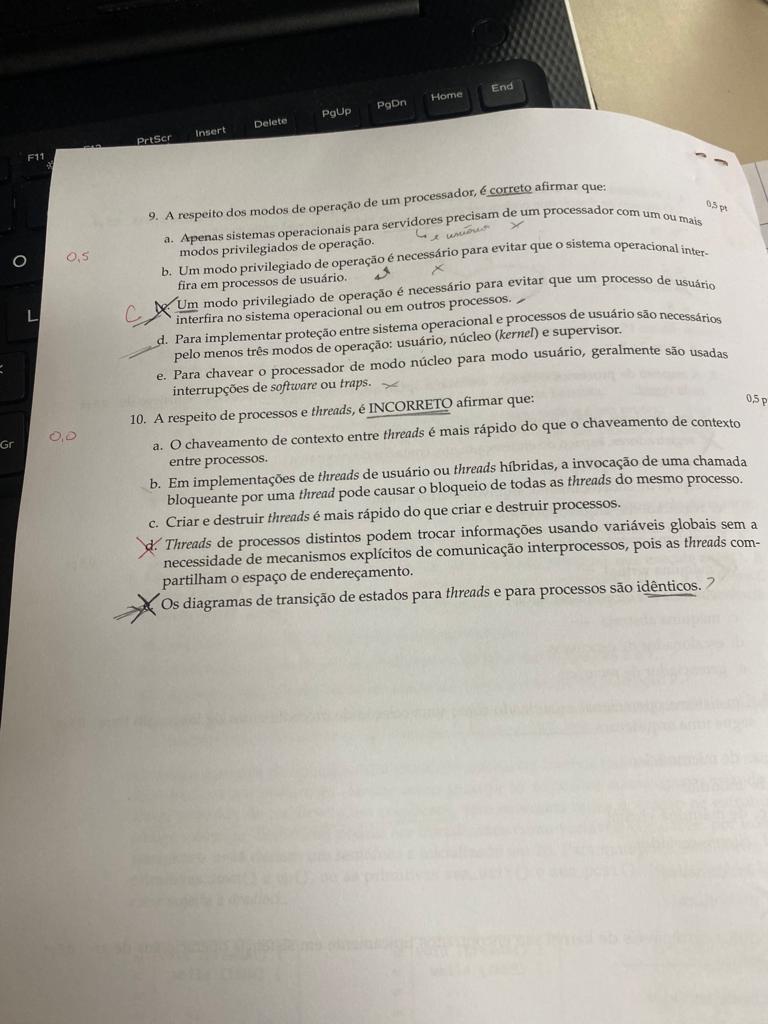 End
Home
PgDn
PgUp
Delete
Insert
PrtScr
F11
O
L
Gr
9. A respeito dos modos de operação de um processador, é correto afirmar que:
0,5 pt
0,5
a. Apenas sistemas operacionais para servidores precisam de um processador com um ou mais
modos privilegiados de operação.
b. Um modo privilegiado de operação é necessário para evitar que o sistema operacional inter-
fira em processos de usuário.
C
Um modo privilegiado de operação é necessário para evitar que um processo de usuário
interfira no sistema operacional ou em outros processos.
d. Para implementar proteção entre sistema operacional e processos de usuário são necessários
pelo menos três modos de operação: usuário, núcleo (kernel) e supervisor.
e. Para chavear o processador de modo núcleo para modo usuário, geralmente são usadas
interrupções de software ou traps.
10. A respeito de processos e threads, é INCORRETO afirmar que:
0,5 p
0,0
a. O chaveamento de contexto entre threads é mais rápido do que o chaveamento de contexto
entre processos.
b. Em implementações de threads de usuário ou threads híbridas, a invocação de uma chamada
bloqueante por uma thread pode causar o bloqueio de todas as threads do mesmo processo.
c. Criar e destruir threads é mais rápido do que criar e destruir processos.
d. Threads de processos distintos podem trocar informações usando variáveis globais sem a
necessidade de mecanismos explícitos de comunicação interprocessos, pois as threads com-
partilham o espaço de endereçamento.
Os diagramas de transição de estados para threads e para processos são idênticos. ?